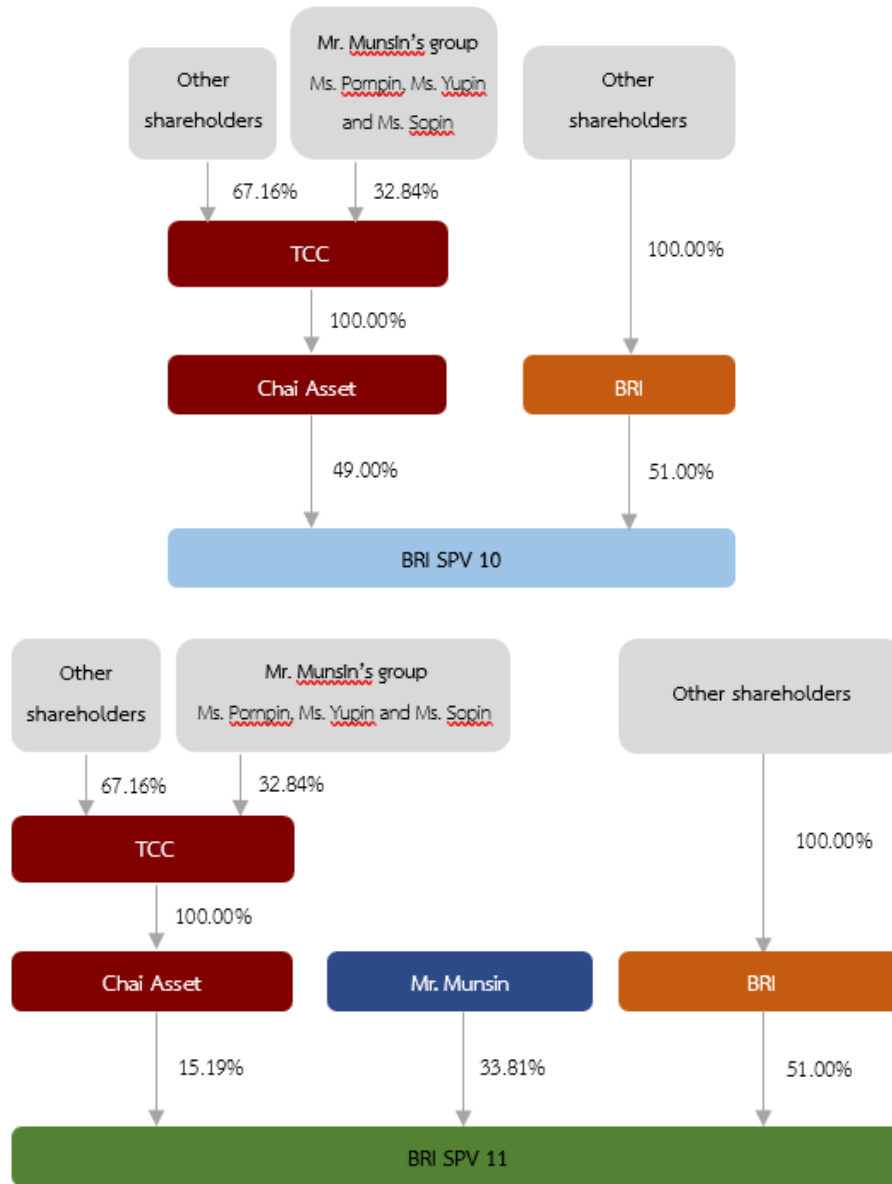 Other
shareholders
Mr. Munsin's group
Ms. Pornpin, Ms. Yupin
and Ms. Sopin
Other
shareholders
67.16%
32.84%
TCC
100.00%
100.00%
Chai Asset
BRI
49.00%
51.00%
BRI SPV 10
Other
shareholders
Mr. Munsin's group
Ms. Pornpin, Ms. Yupin and Ms. Sopin
Other shareholders
67.16%
32.84%
TCC
100.00%
100.00%
Chai Asset
Mr. Munsin
BRI
15.19%
33.81%
51.00%
BRI SPV 11